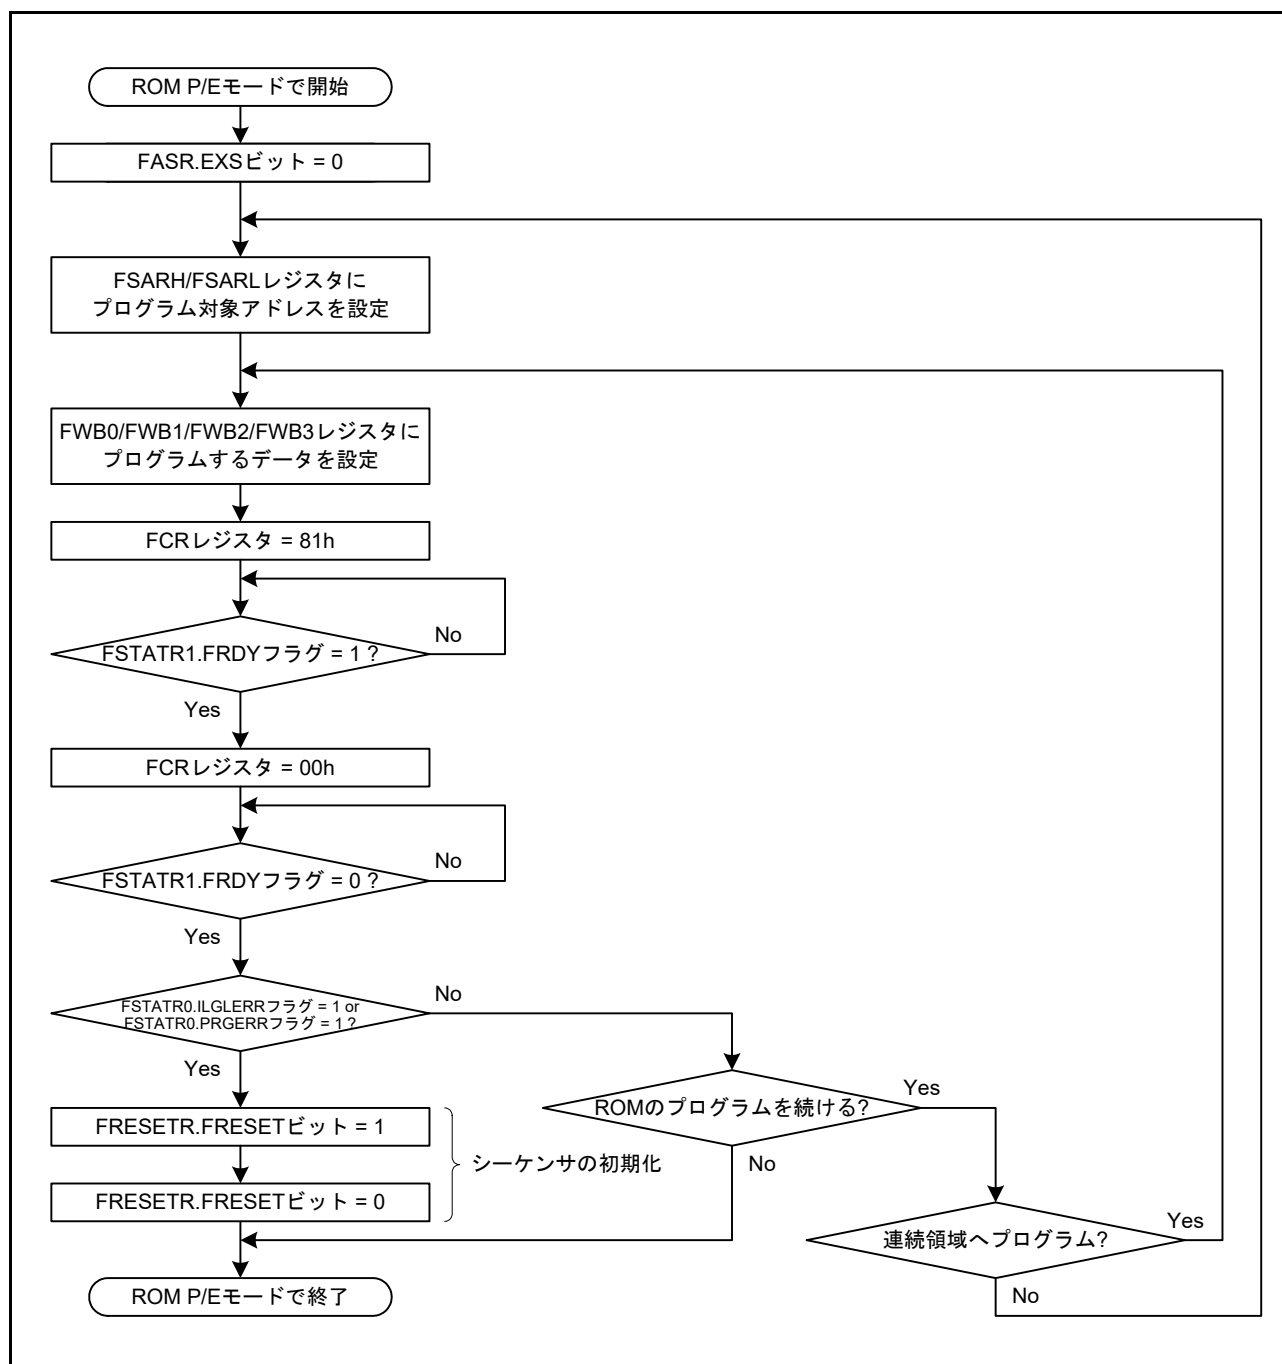 ROM P/Eモードで開始
FASR.EXSビット = 0
FSARH/FSARLレジスタに
プログラム対象アドレスを設定
FWB0/FWB1/FWB2/FWB3レジスタに
プログラムするデータを設定
FCRレジスタ = 81h
FSTATR1.FRDYフラグ = 1 ?
No
Yes
FCRレジスタ = 00h
FSTATR1.FRDYフラグ = 0 ?
No
Yes
FSTATR0.ILGLERRフラグ = 1 or
FSTATR0.PRGERRフラグ = 1 ?
No
Yes
ROMのプログラムを続ける?
Yes
No
FRESETR.FRESETビット = 1
シーケンサの初期化
FRESETR.FRESETビット = 0
連続領域へプログラム?
Yes
No
ROM P/Eモードで終了